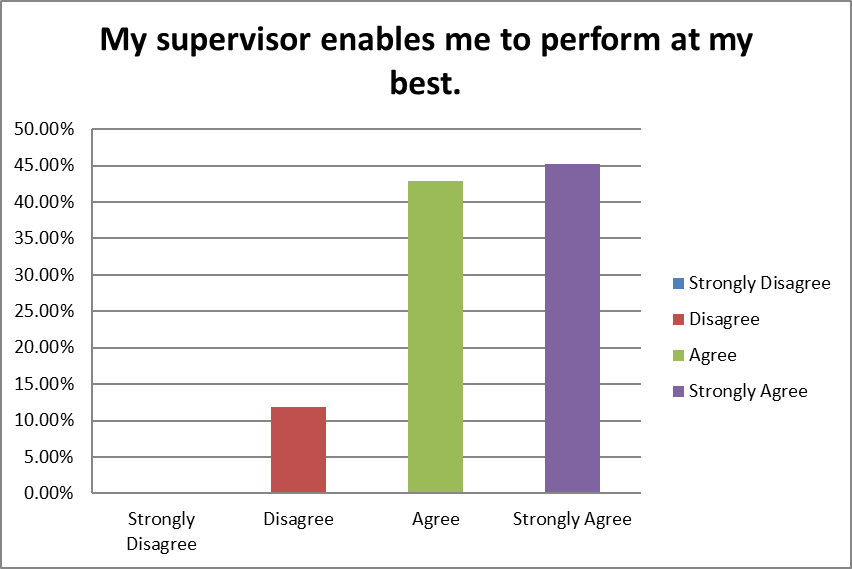 My supervisor enables me to perform at my
best.
50.00%
45.00%
40.00%
35.00%
30.00%
25.00%
20.00%
15.00%
10.00%
5.00%
0.00%
Strongly
Disagree
Disagree
Agree
Strongly Agree
Strongly Disagree
Disagree
Agree
Strongly Agree